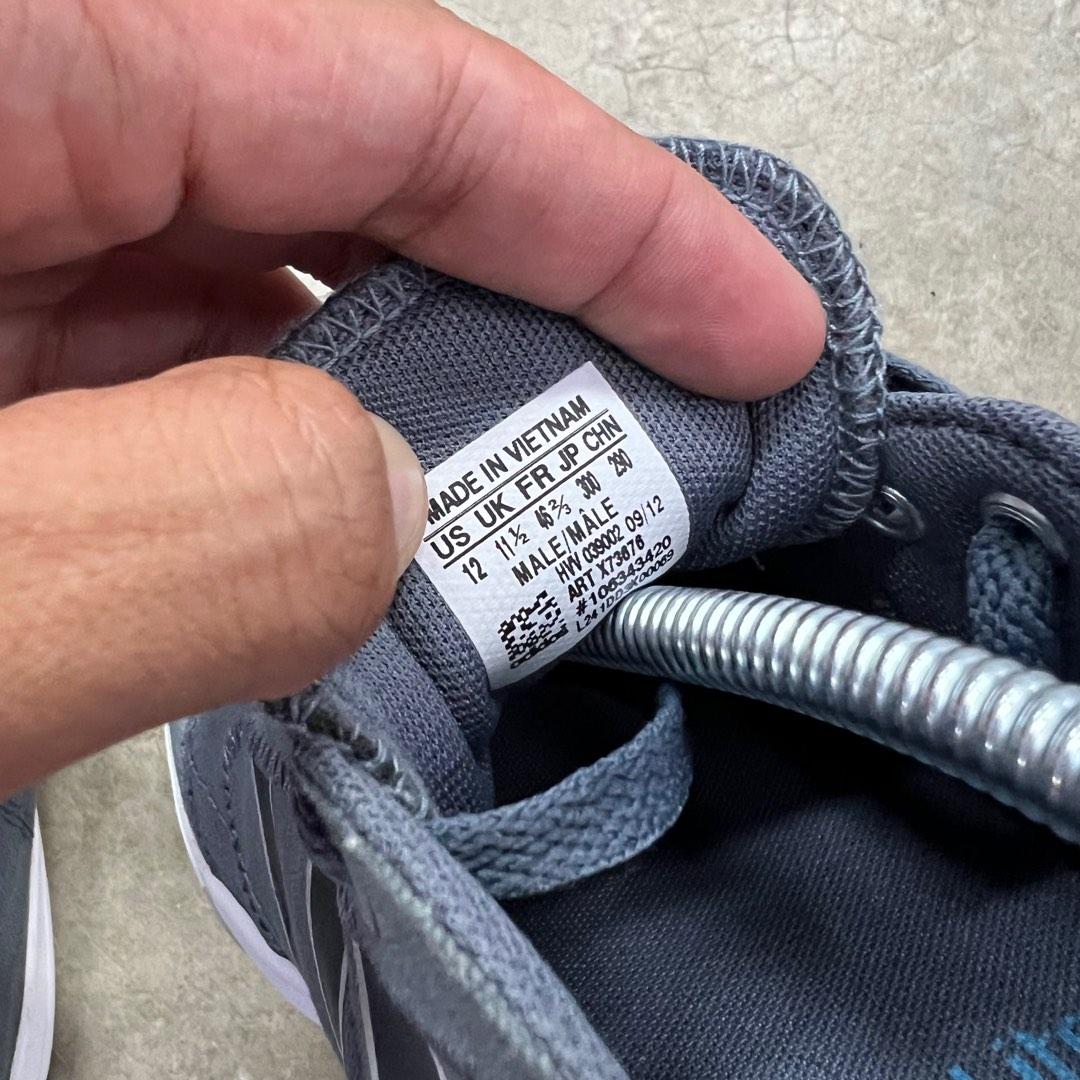 MADE IN VIETNAM
US UK FR JP CHN
12 11½ 46⅔ 300 290
MALE/MÂLE
HW 039002 09/12
ART X73676
#106343420
adidas